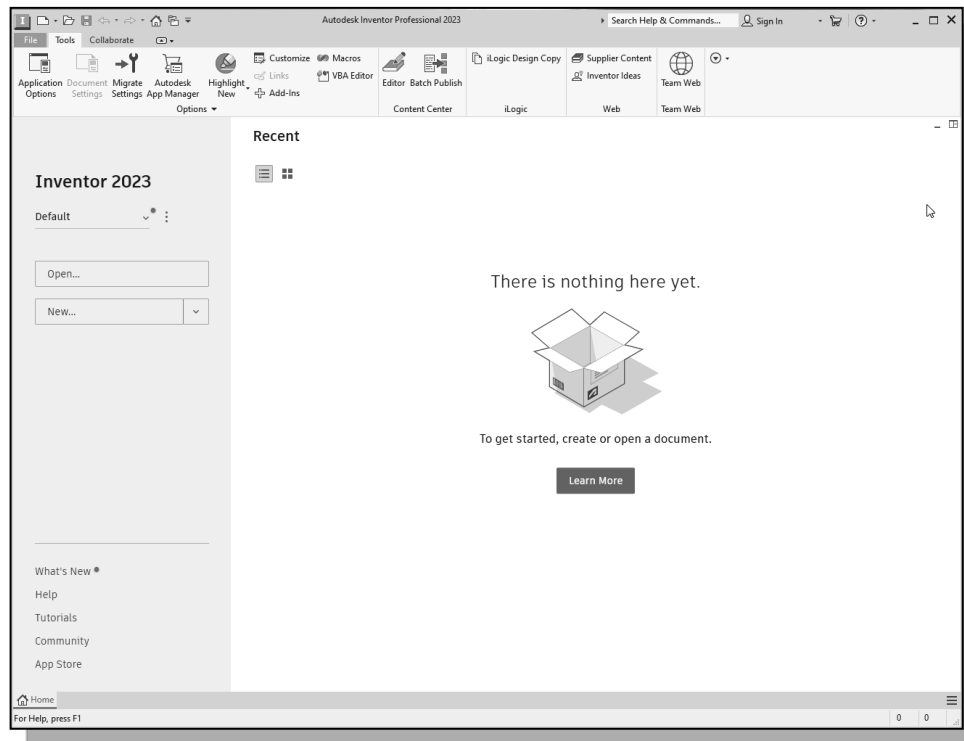 I
Autodesk Inventor Professional 2023
Search Help & Commands...
Sign In
File Tools Collaborate
Application Options
Document Settings
Migrate Settings
Autodesk App Manager
Highlight New
Customize
Links
Add-Ins
Macros
VBA Editor
Options
Editor
Batch Publish
Content Center
iLogic Design Copy
iLogic
Supplier Content
Inventor Ideas
Web
Team Web
Team Web
Recent
Inventor 2023
Default
Open...
New...
There is nothing here yet.
To get started, create or open a document.
Learn More
What's New
Help
Tutorials
Community
App Store
Home
For Help, press F1
0 0